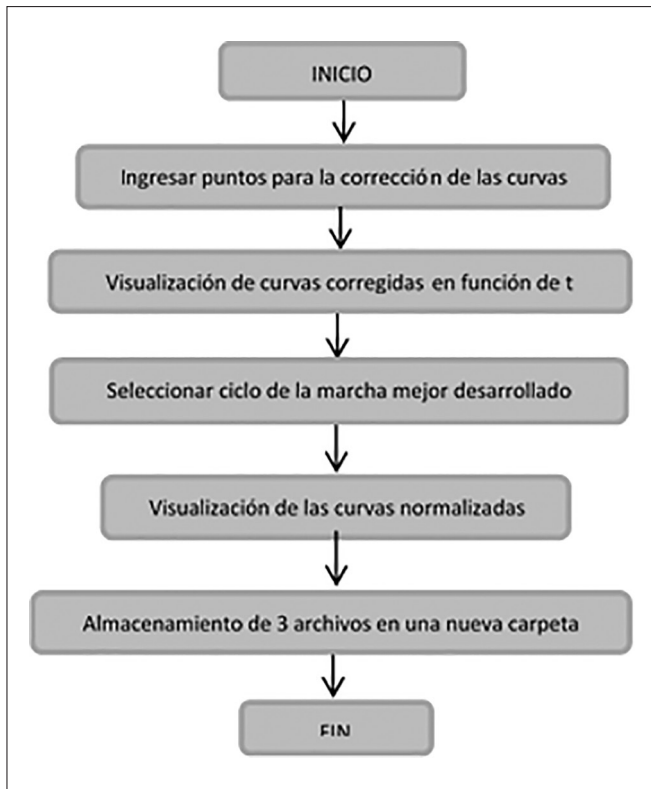 INICIO
Ingresar puntos para la corrección de las curvas
Visualización de curvas corregidas en función de t
Seleccionar ciclo de la marcha mejor desarrollado
Visualización de las curvas normalizadas
Almacenamiento de 3 archivos en una nueva carpeta
FIN